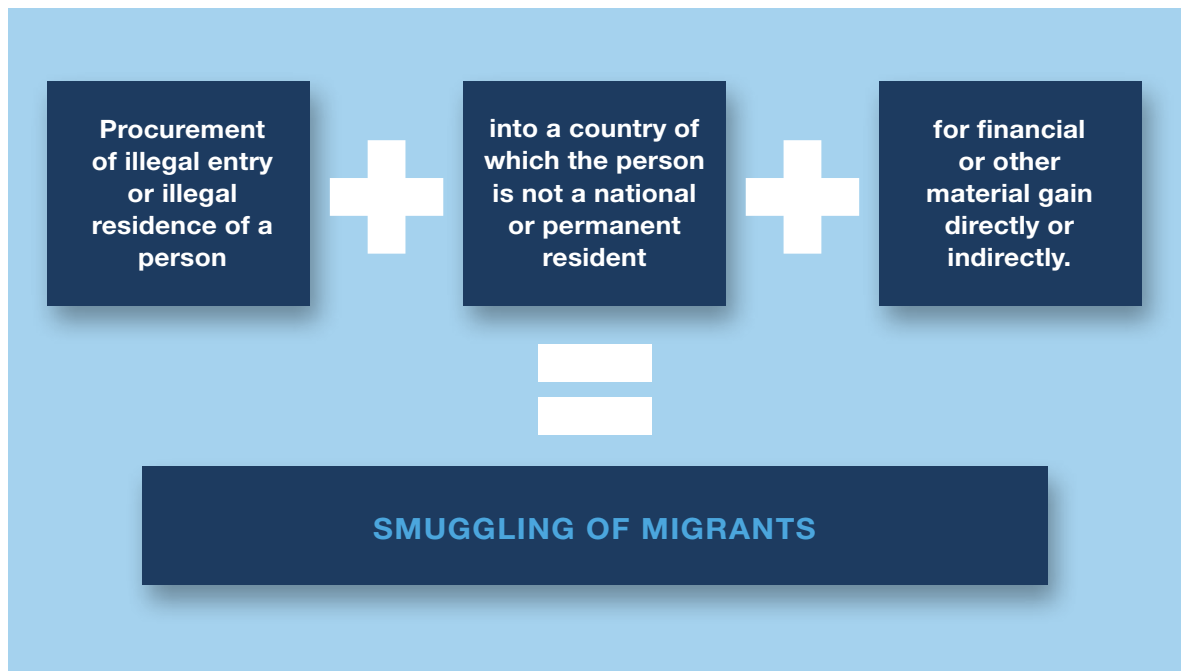 Procurement
of illegal entry
or illegal
residence of a
person
into a country of
which the person
is not a national
or permanent
resident
for financial
or other
material gain
directly or
indirectly.
SMUGGLING OF MIGRANTS